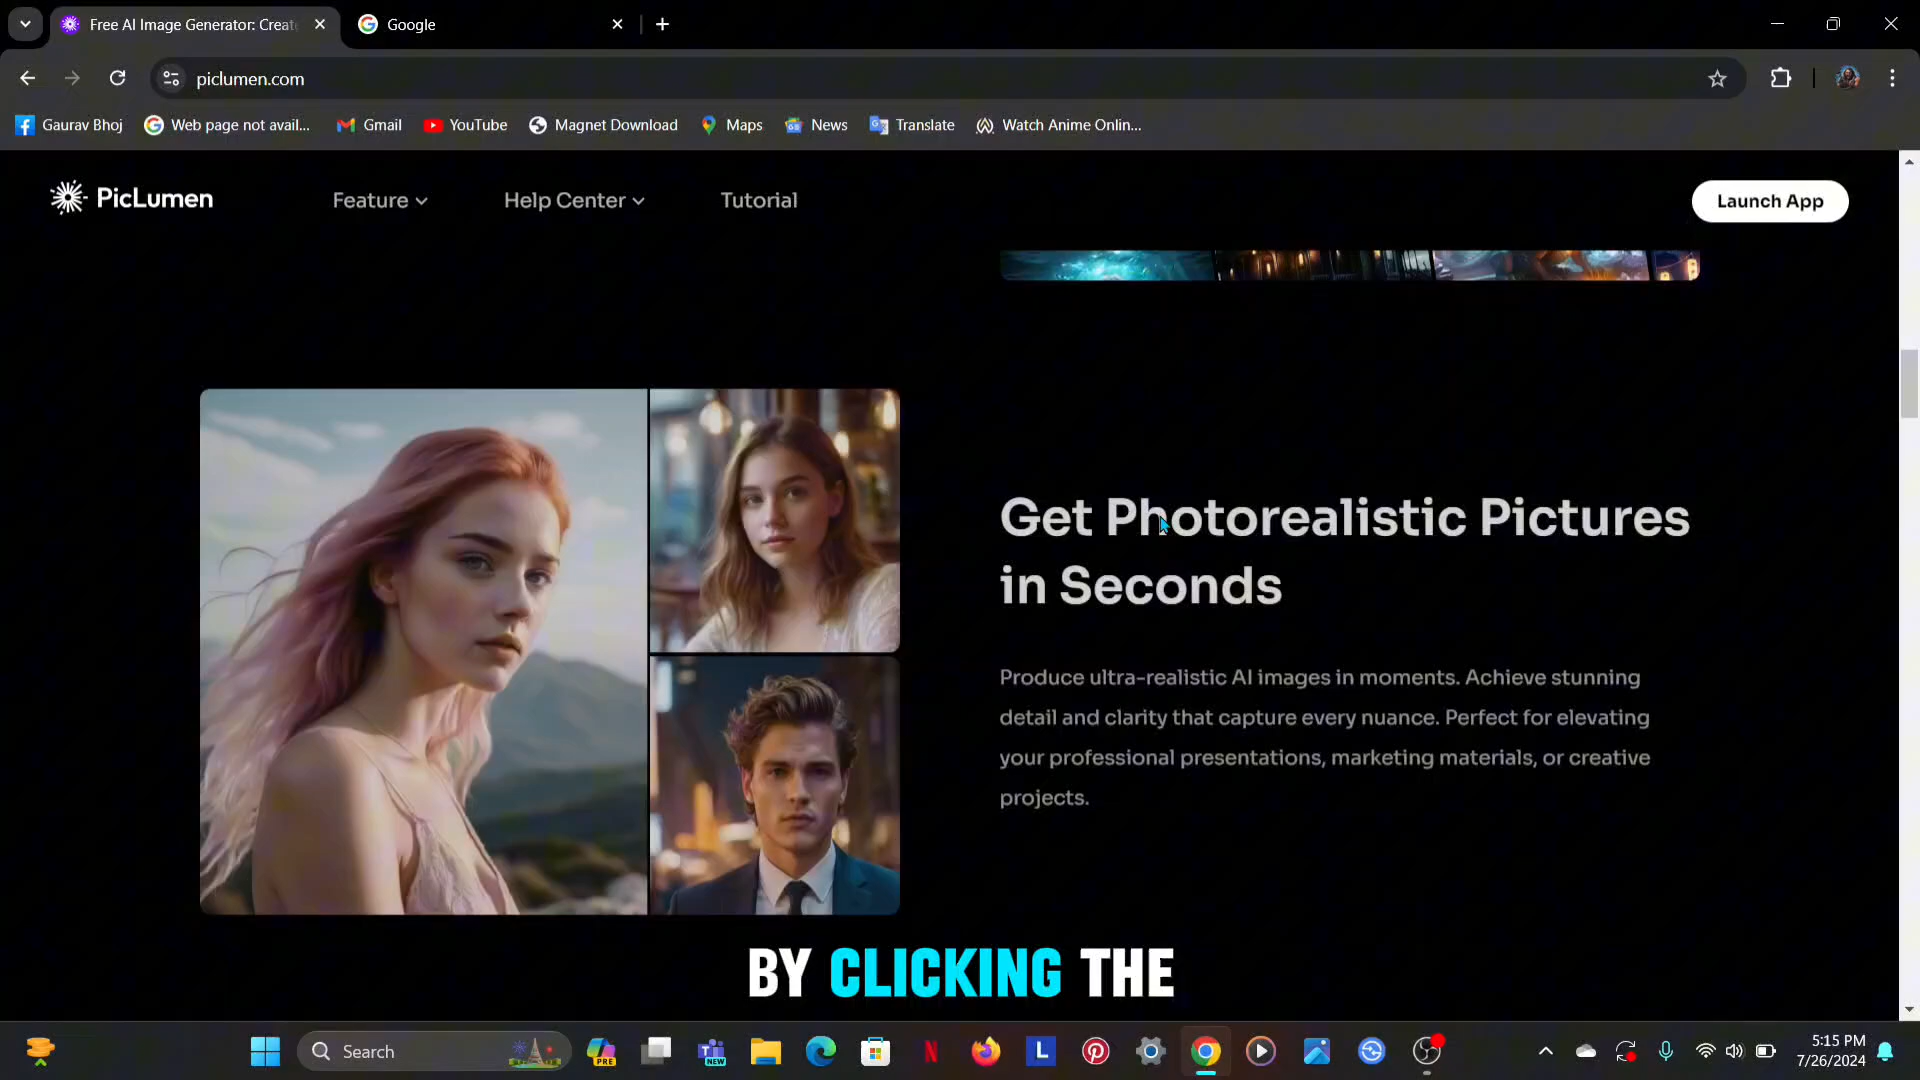 Free AI Image Generator: Creat
Google
piclumen.com
Gaurav Bhoj
Web page not avail...
Gmail
YouTube
Magnet Download
Maps
News
Translate
Watch Anime Onlin...
PicLumen
Feature
Help Center
Tutorial
Launch App
Get Photorealistic Pictures
in Seconds
Produce ultra-realistic AI images in moments. Achieve stunning
detail and clarity that capture every nuance. Perfect for elevating
your professional presentations, marketing materials, or creative
projects.
BY CLICKING THE
Search
PRE
NEW
L
5:15 PM
7/26/2024